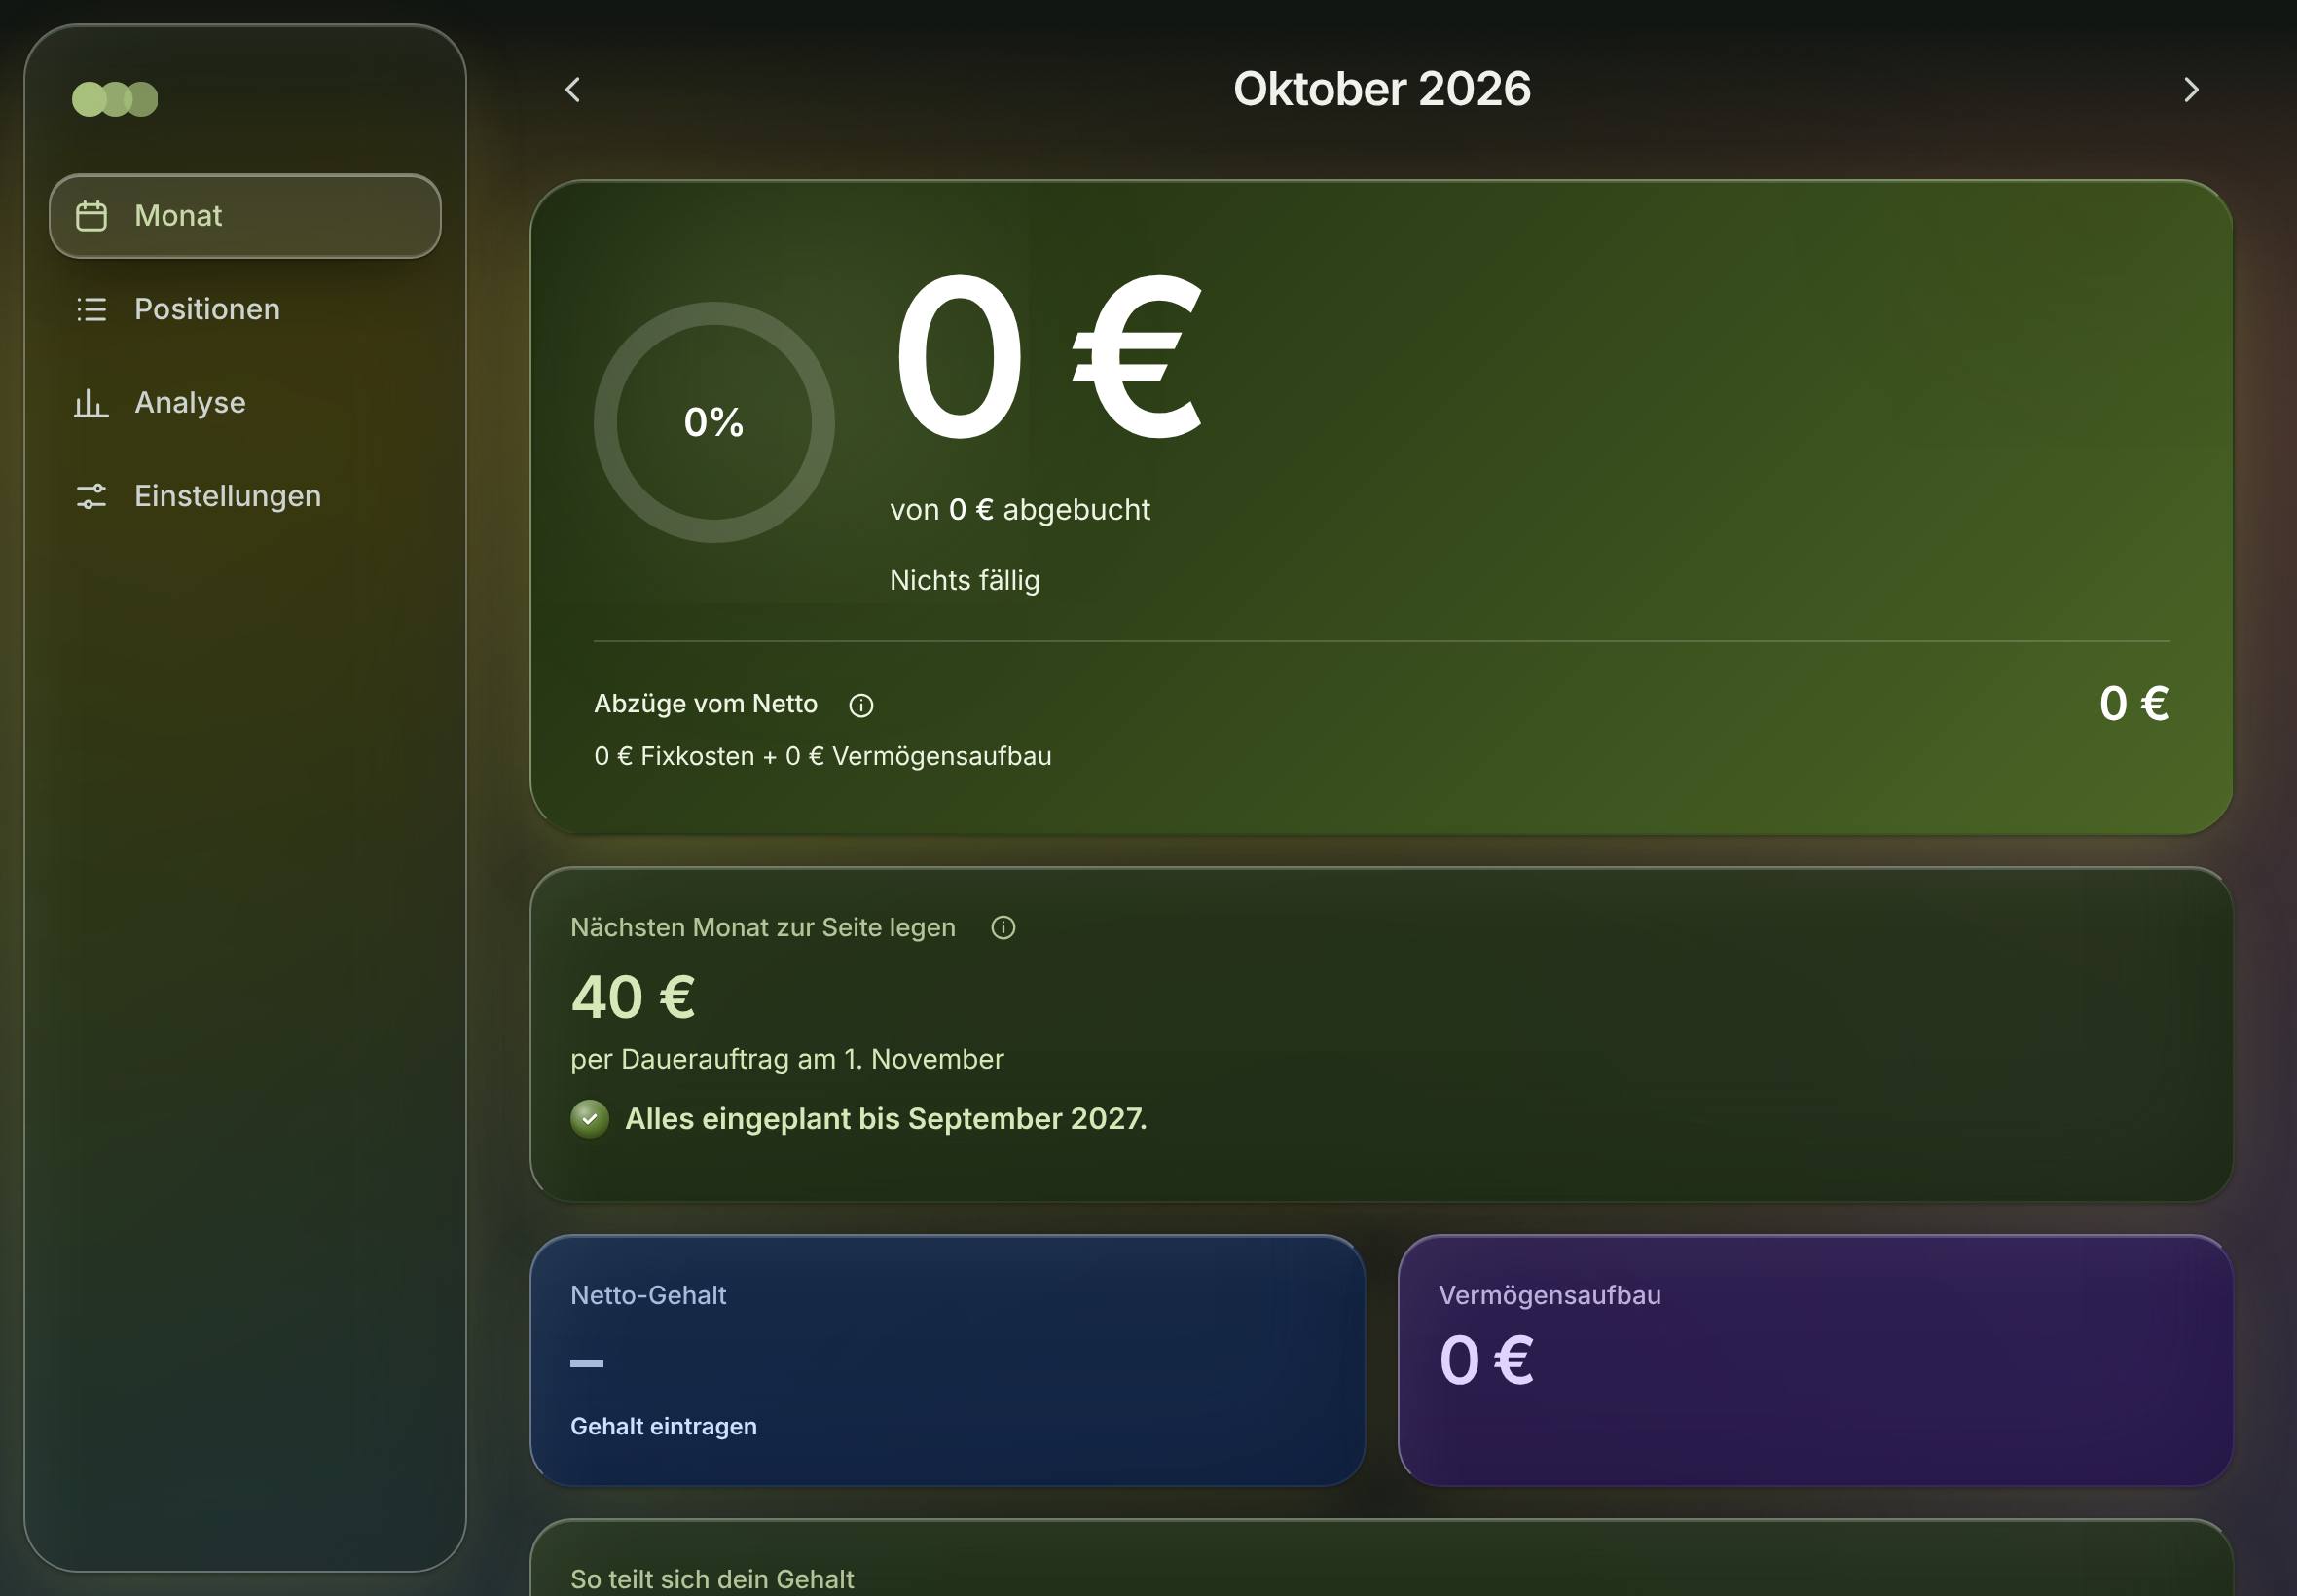 Oktober 2026
Monat
Positionen
Analyse
Einstellungen
0%
0 €
von 0 € abgebucht
Nichts fällig
Abzüge vom Netto
0 €
0 € Fixkosten + 0 € Vermögensaufbau
Nächsten Monat zur Seite legen
40 €
per Dauerauftrag am 1. November
Alles eingeplant bis September 2027.
Netto-Gehalt
–
Gehalt eintragen
Vermögensaufbau
0 €
So teilt sich dein Gehalt